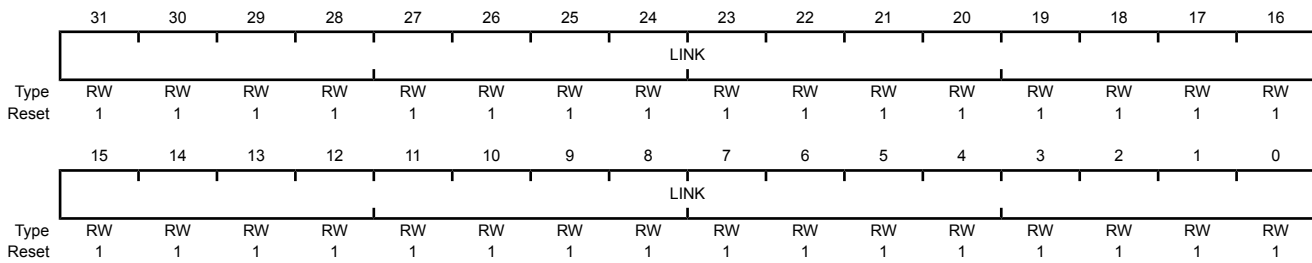 31 30 29 28 27 26 25 24 23 22 21 20 19 18 17 16
LINK
Type RW RW RW RW RW RW RW RW RW RW RW RW RW RW RW RW
Reset 1 1 1 1 1 1 1 1 1 1 1 1 1 1 1 1
15 14 13 12 11 10 9 8 7 6 5 4 3 2 1 0
LINK
Type RW RW RW RW RW RW RW RW RW RW RW RW RW RW RW RW
Reset 1 1 1 1 1 1 1 1 1 1 1 1 1 1 1 1